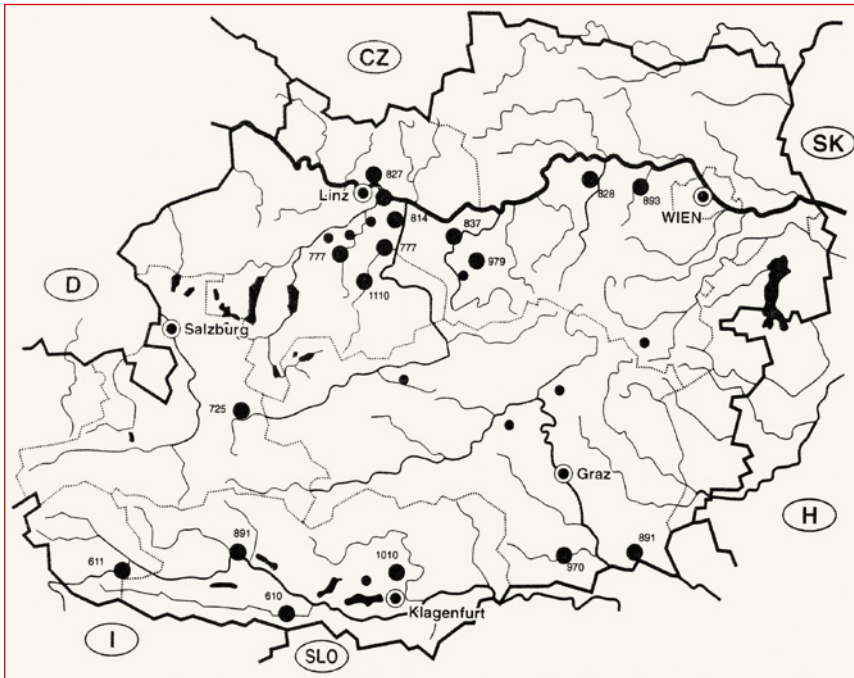 CZ
SK
827
Linz
828
893
WIEN
814
837
777
777
979
D
1110
Salzburg
725
Graz
H
891
891
611
1010
970
610
Klagenfurt
I
SLO